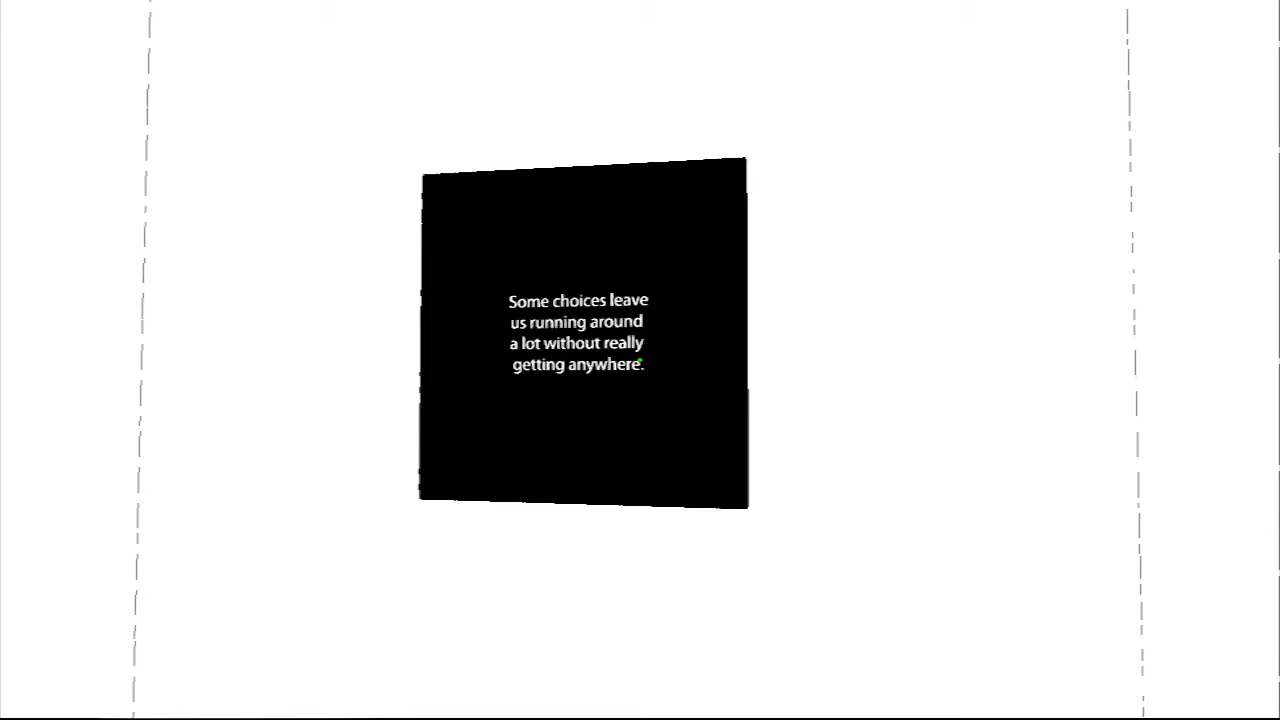 Some choices leave
us running around
a lot without really
getting anywhere.